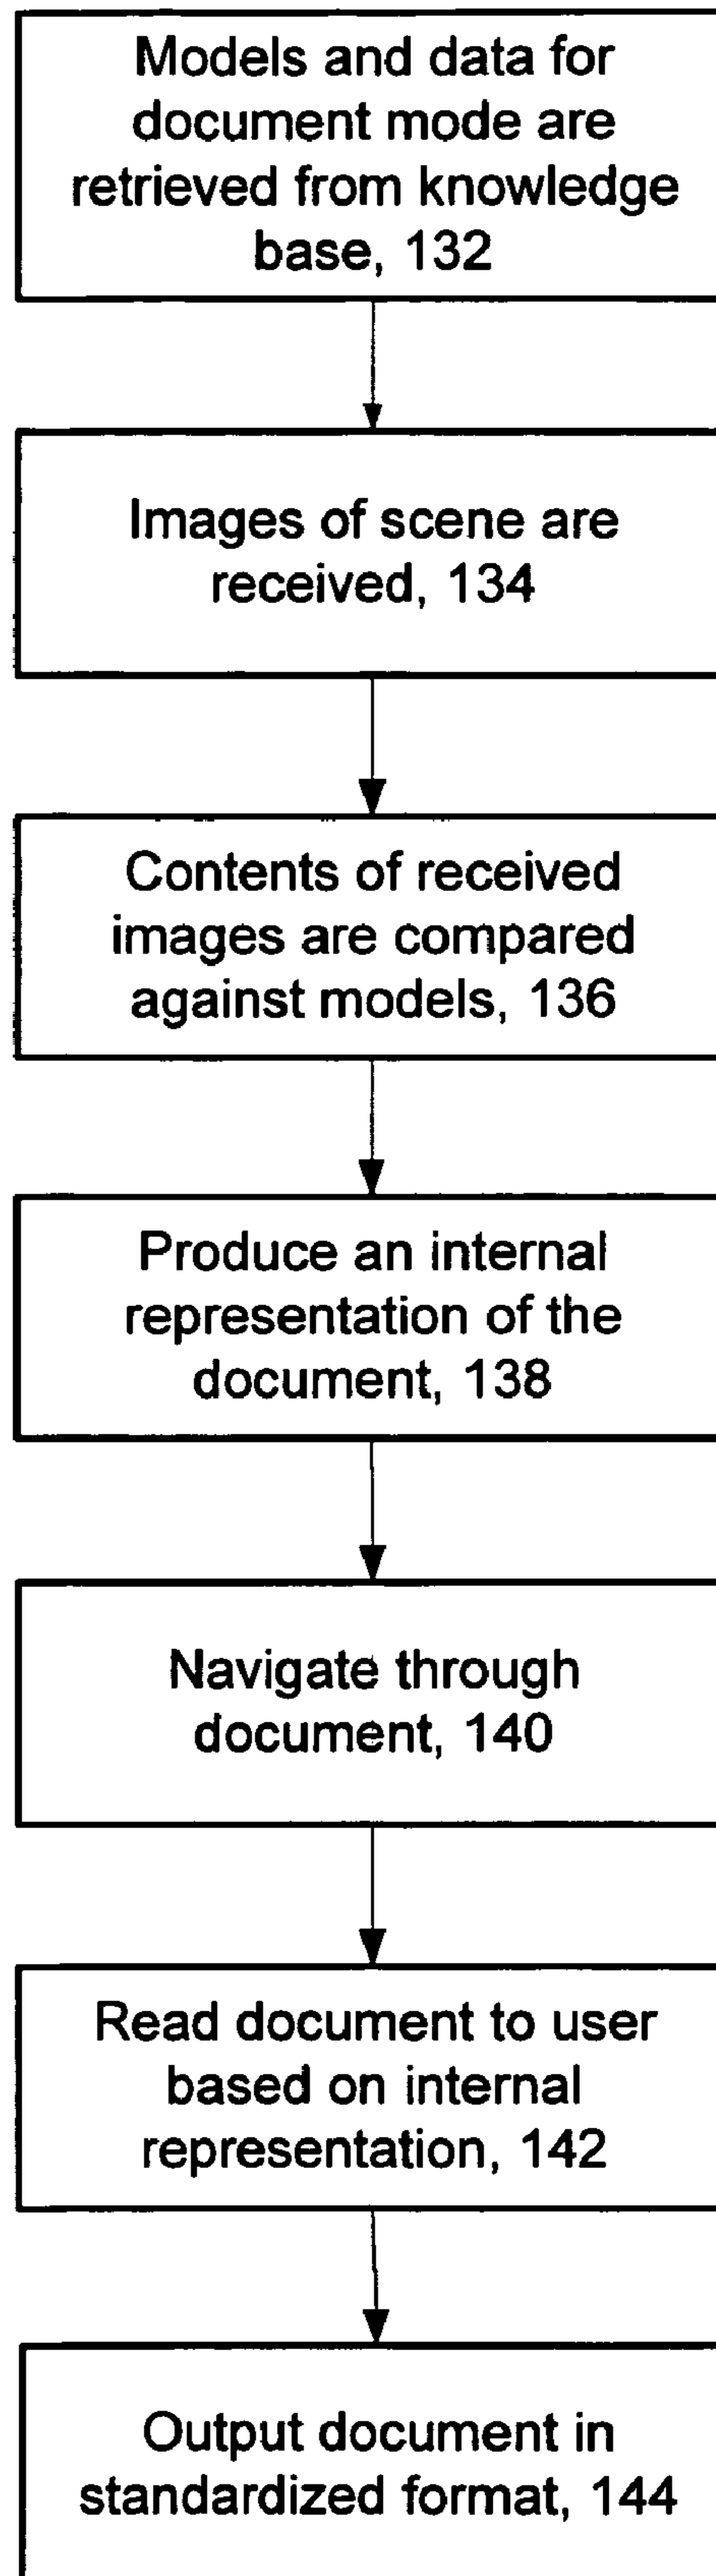 Models and data for
document mode are
retrieved from knowledge
base, 132
Images of scene are
received, 134
Contents of received
images are compared
against models, 136
Produce an internal
representation of the
document, 138
Navigate through
document, 140
Read document to user
based on internal
representation, 142
Output document in
standardized format, 144